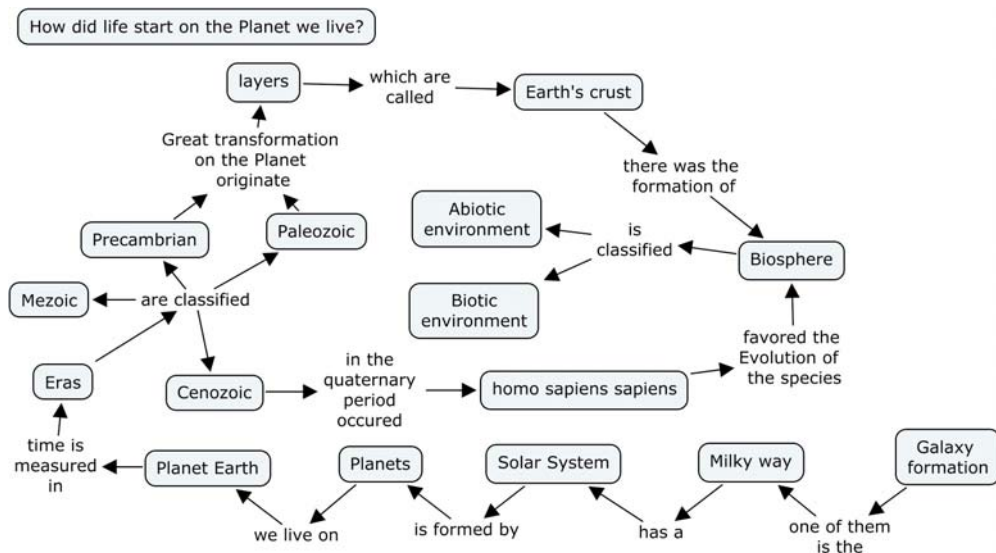 How did life start on the Planet we live?
layers
which are
called
Earth's crust
Great transformation
on the Planet
originate
there was the
formation of
Precambrian
Paleozoic
Abiotic
environment
is
classified
Biosphere
Mezoic
are classified
Biotic
environment
Eras
Cenozoic
in the
quaternary
period
occured
homo sapiens sapiens
favored the
Evolution of
the species
time is
measured
in
Planet Earth
Planets
Solar System
Milky way
Galaxy
formation
we live on
is formed by
has a
one of them
is the